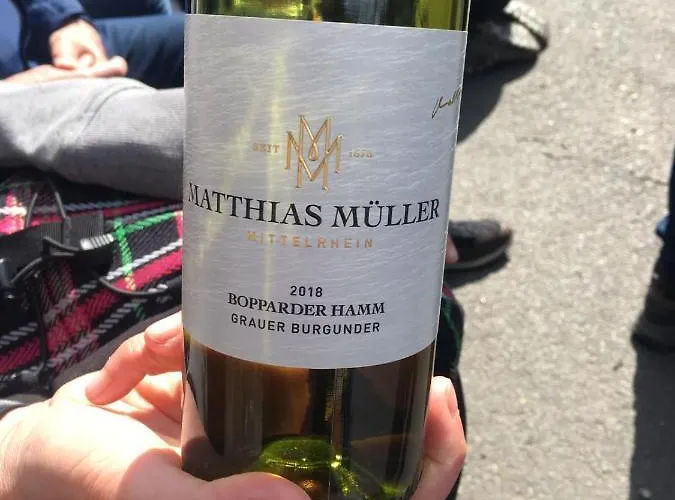 SEIT 1678
MATTHIAS MÜLLER
MITTELRHEIN
2018
BOPPARDER HAMM
GRAUER BURGUNDER